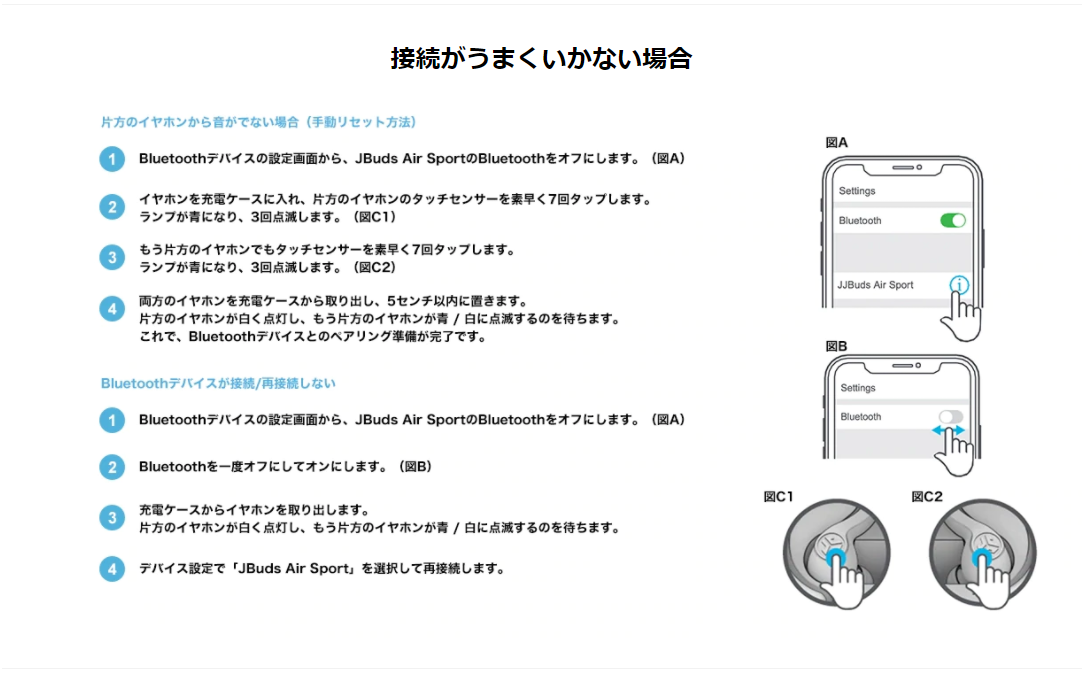 接続がうまくいかない場合
片方のイヤホンから音がでない場合（手動リセット方法）
1 Bluetoothデバイスの設定画面から、JBuds Air SportのBluetoothをオフにします。（図A）
2 イヤホンを充電ケースに入れ、片方のイヤホンのタッチセンサーを素早く7回タップします。
ランプが青になり、3回点滅します。（図C1）
3 もう片方のイヤホンでもタッチセンサーを素早く7回タップします。
ランプが青になり、3回点滅します。（図C2）
4 両方のイヤホンを充電ケースから取り出し、5センチ以内に置きます。
片方のイヤホンが白く点灯し、もう片方のイヤホンが青 / 白に点滅するのを待ちます。
これで、Bluetoothデバイスとのペアリング準備が完了です。
Bluetoothデバイスが接続/再接続しない
1 Bluetoothデバイスの設定画面から、JBuds Air SportのBluetoothをオフにします。（図A）
2 Bluetoothを一度オフにしてオンにします。（図B）
3 充電ケースからイヤホンを取り出します。
片方のイヤホンが白く点灯し、もう片方のイヤホンが青 / 白に点滅するのを待ちます。
4 デバイス設定で「JBuds Air Sport」を選択して再接続します。
図A
Settings
Bluetooth
JJBuds Air Sport
i
図B
Settings
Bluetooth
図C1
図C2